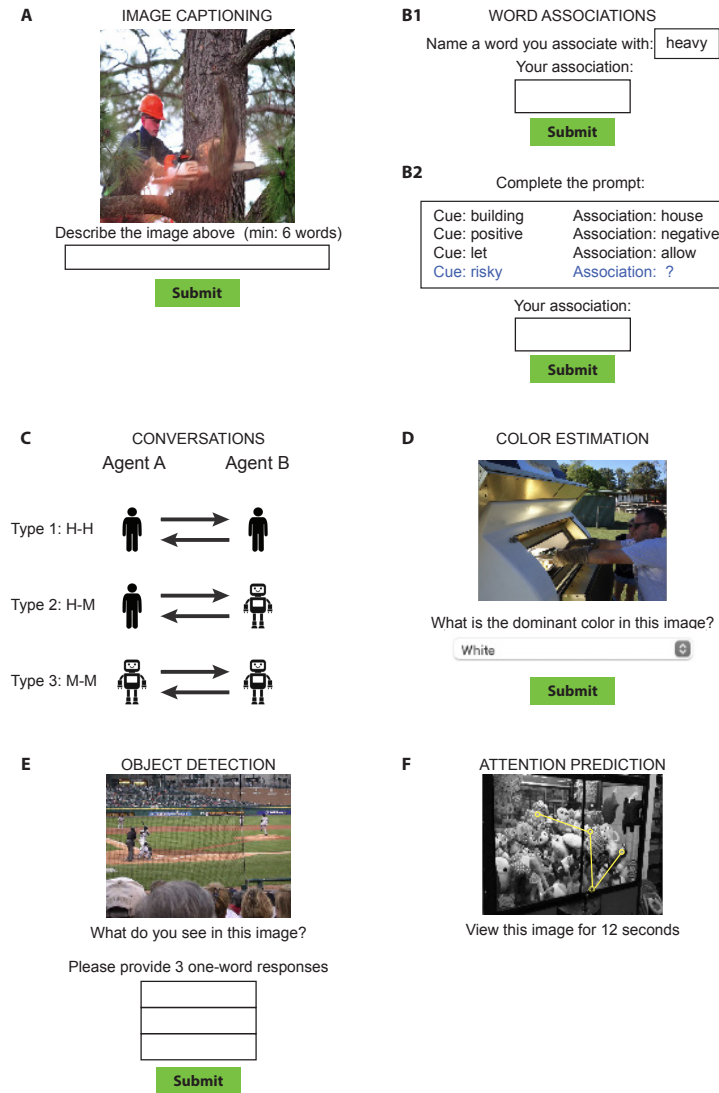 A IMAGE CAPTIONING
Describe the image above (min: 6 words)
Submit
B1 WORD ASSOCIATIONS
Name a word you associate with: heavy
Your association:
Submit
B2
Complete the prompt:
Cue: building Association: house
Cue: positive Association: negative
Cue: let Association: allow
Cue: risky Association: ?
Your association:
Submit
C CONVERSATIONS
Agent A Agent B
Type 1: H-H
Type 2: H-M
Type 3: M-M
D COLOR ESTIMATION
What is the dominant color in this image?
White
Submit
E OBJECT DETECTION
What do you see in this image?
Please provide 3 one-word responses
Submit
F ATTENTION PREDICTION
View this image for 12 seconds